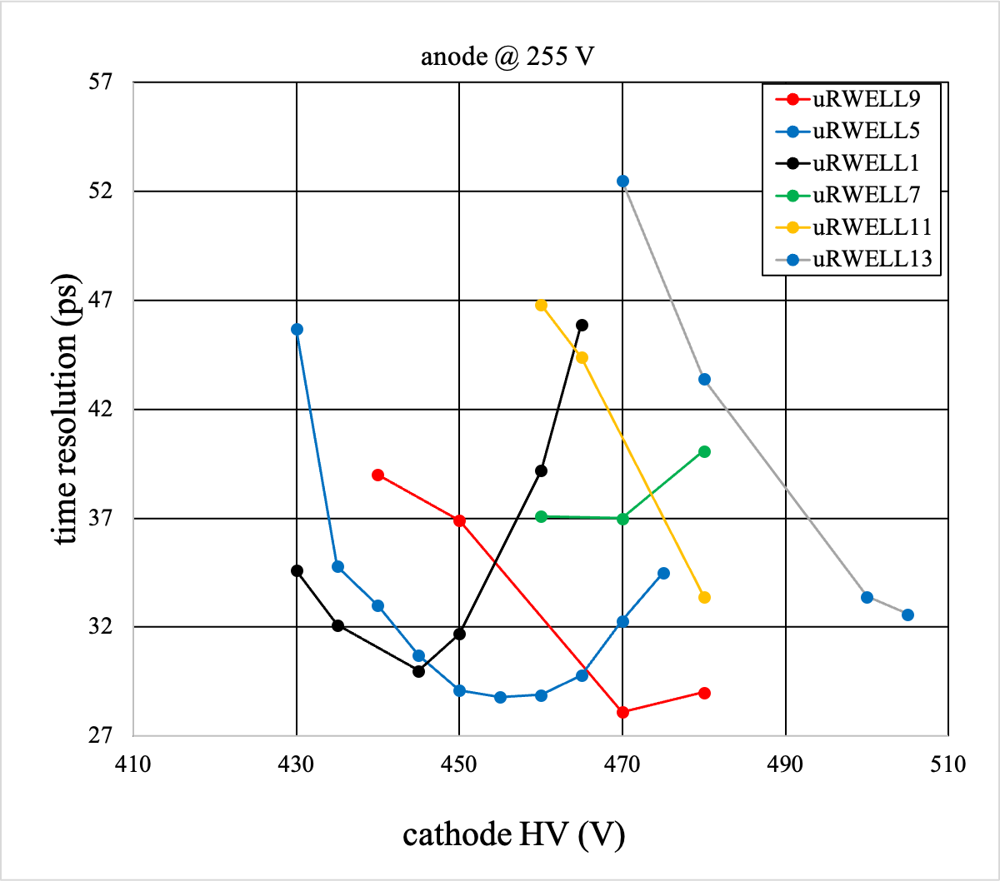 anode @ 255 V
57
52
47
42
37
32
27
time resolution (ps)
uRWELL9
uRWELL5
uRWELL1
uRWELL7
uRWELL11
uRWELL13
410 430 450 470 490 510
cathode HV (V)